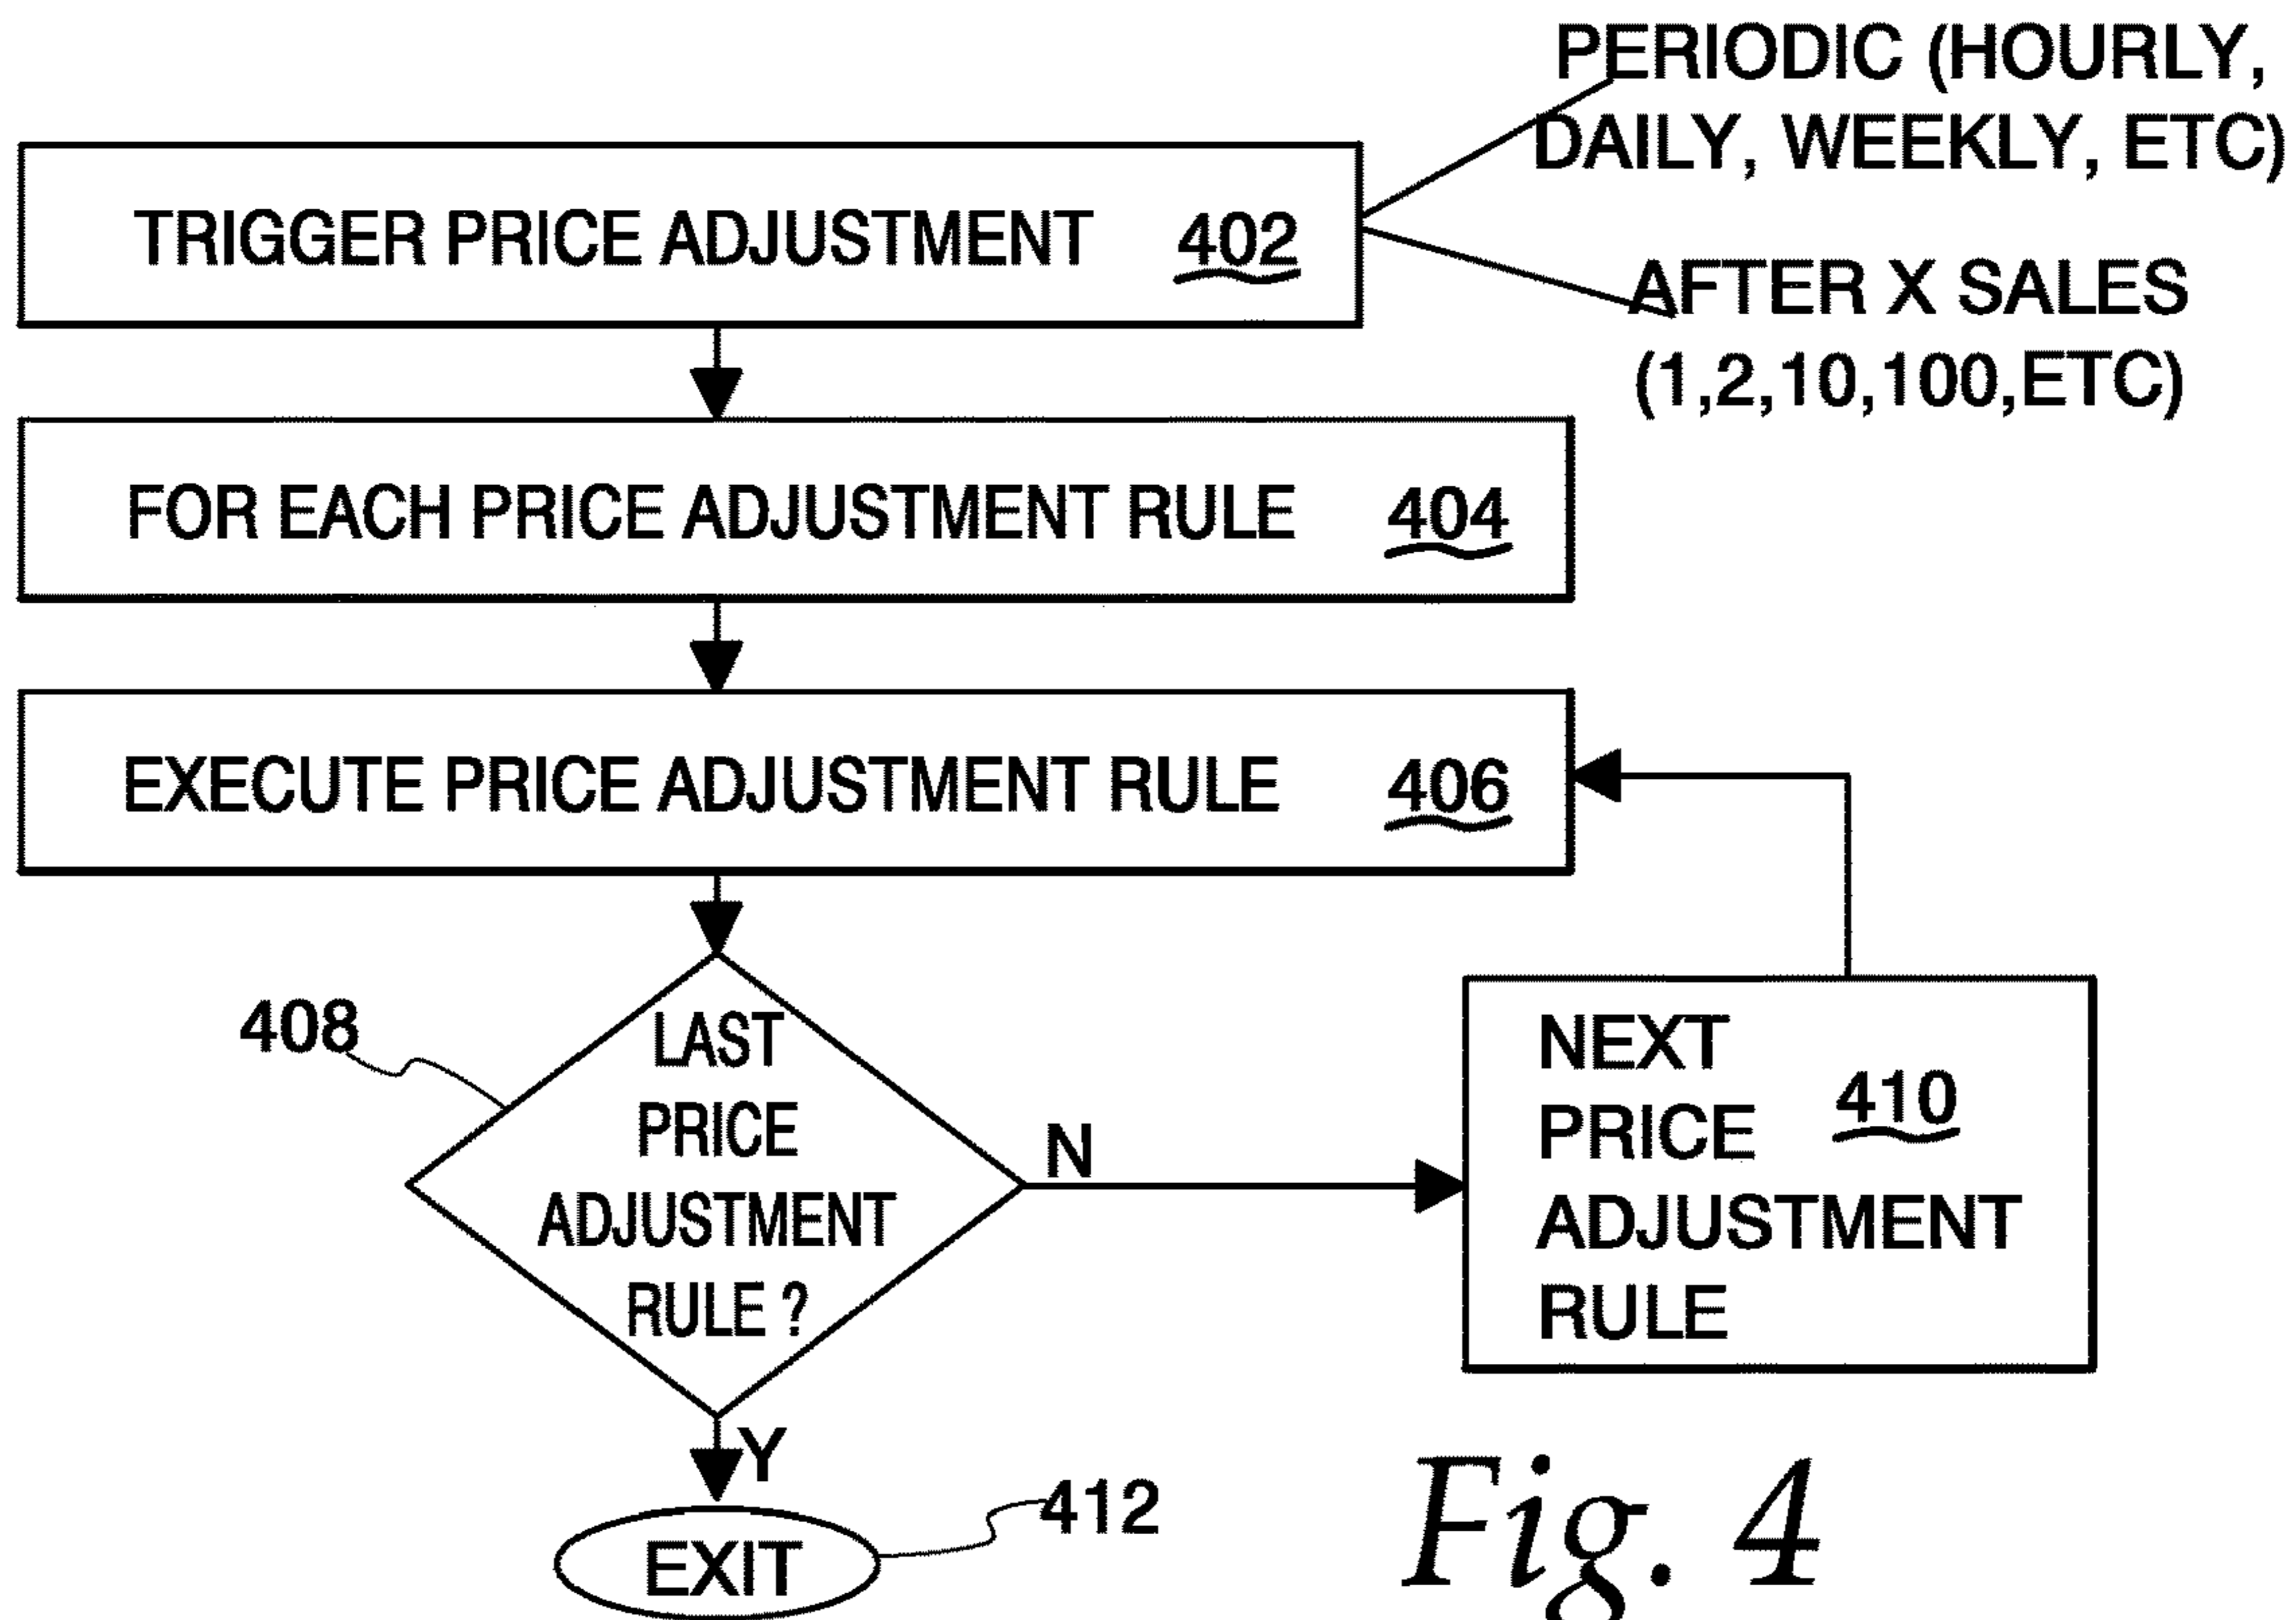 PERIODIC (HOURLY,
DAILY, WEEKLY, ETC)
TRIGGER PRICE ADJUSTMENT 402
AFTER X SALES
(1,2,10,100,ETC)
FOR EACH PRICE ADJUSTMENT RULE 404
EXECUTE PRICE ADJUSTMENT RULE 406
408
LAST
PRICE
ADJUSTMENT
RULE ?
N
NEXT
PRICE
ADJUSTMENT
RULE
410
Y
EXIT
412
Fig. 4